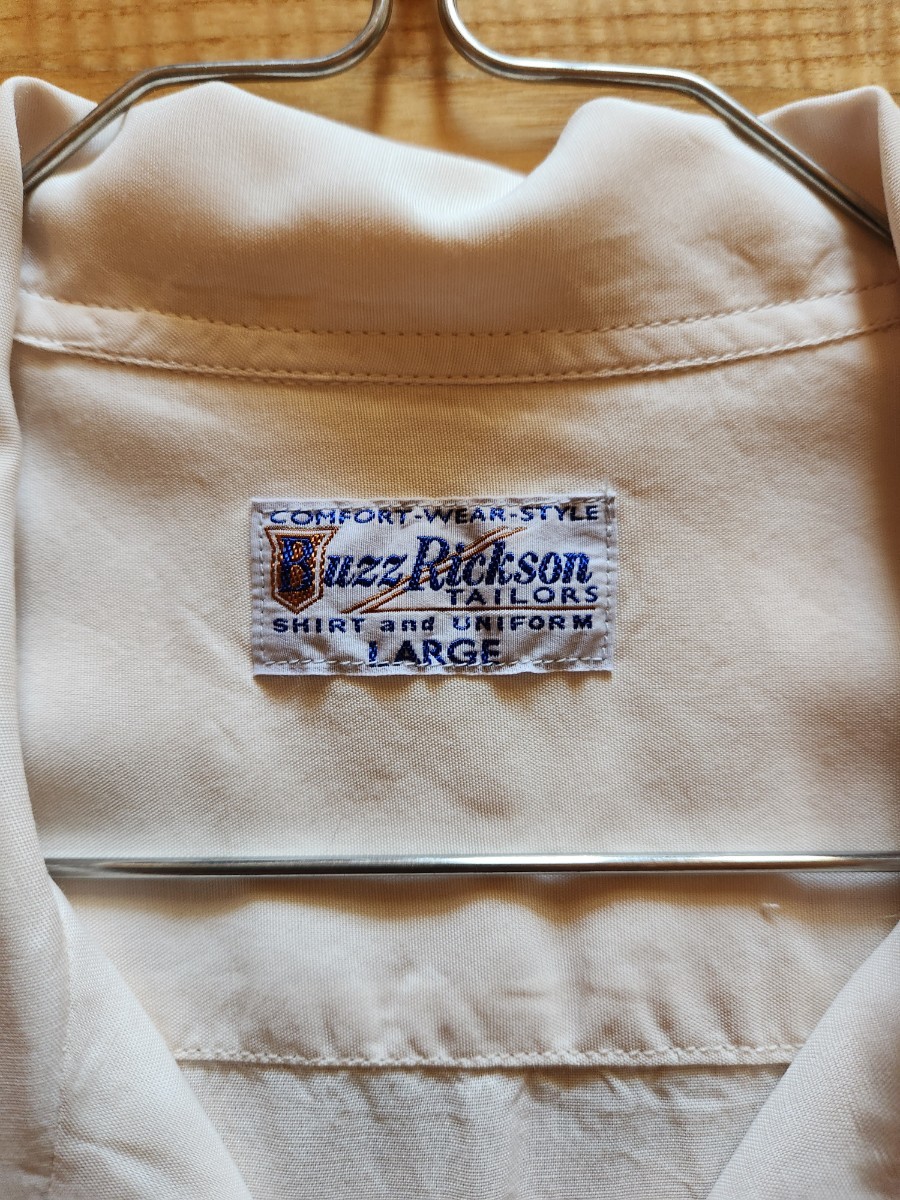 COMFORT-WEAR-STYLE
Buzz Rickson
TAILORS
SHIRT and UNIFORM
LARGE